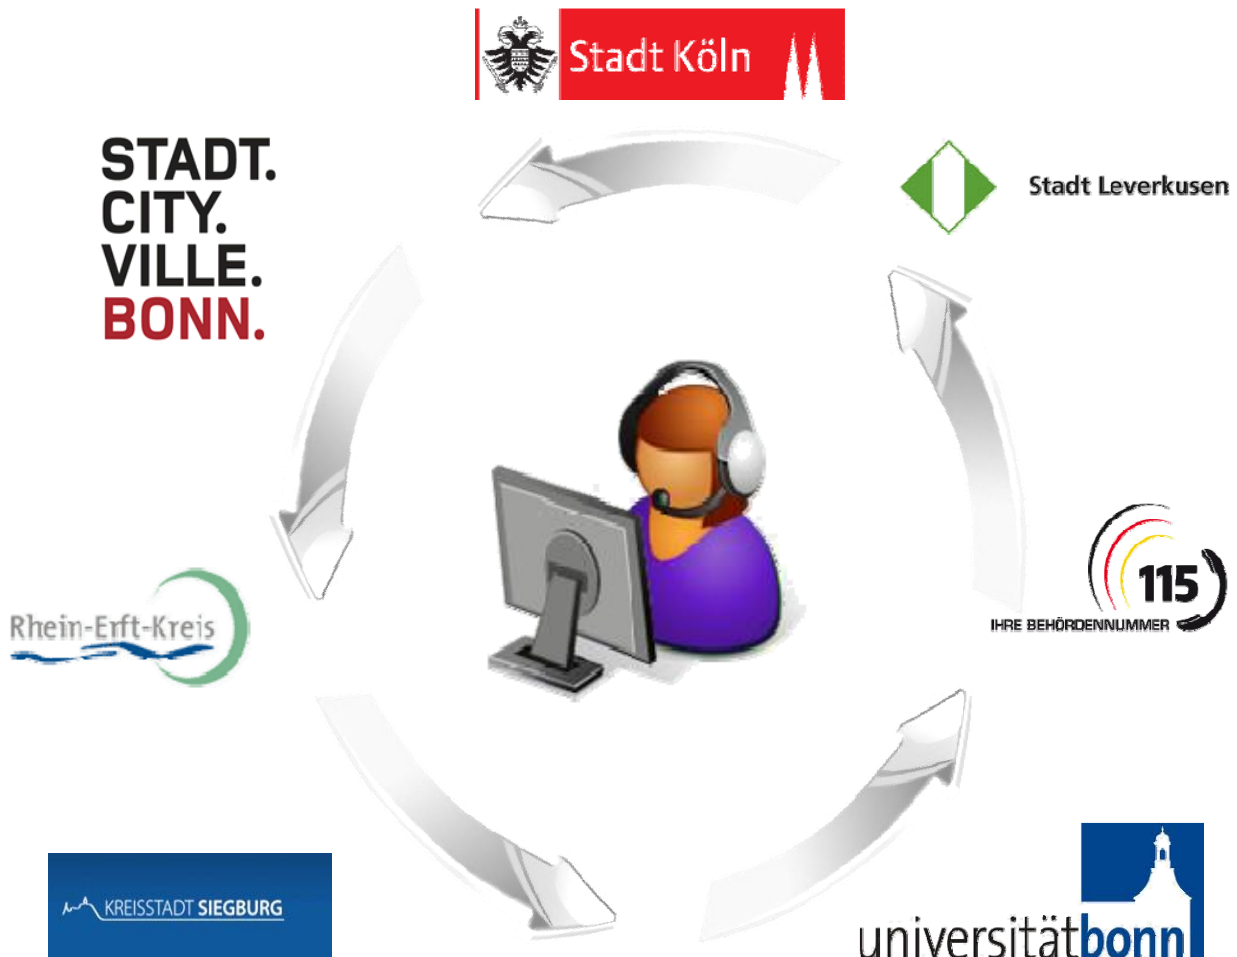 Stadt Köln
STADT.
CITY.
VILLE.
BONN.
Stadt Leverkusen
115
IHRE BEHÖRDENNUMMER
Rhein-Erft-Kreis
KREISSTADT SIEGBURG
universitätbonn